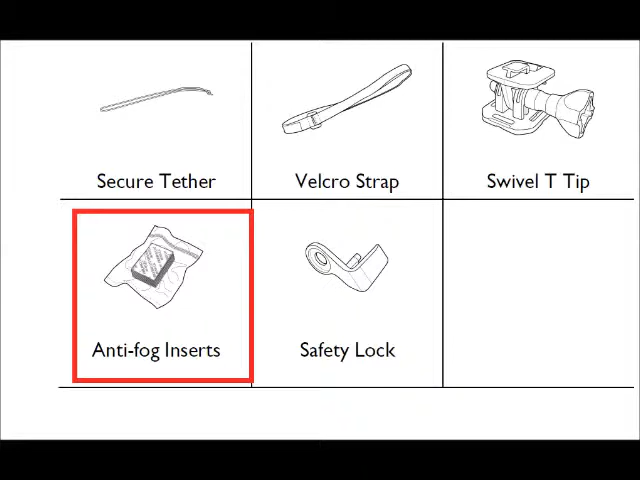 Secure Tether
Velcro Strap
Swivel T Tip
Anti-fog Inserts
Safety Lock